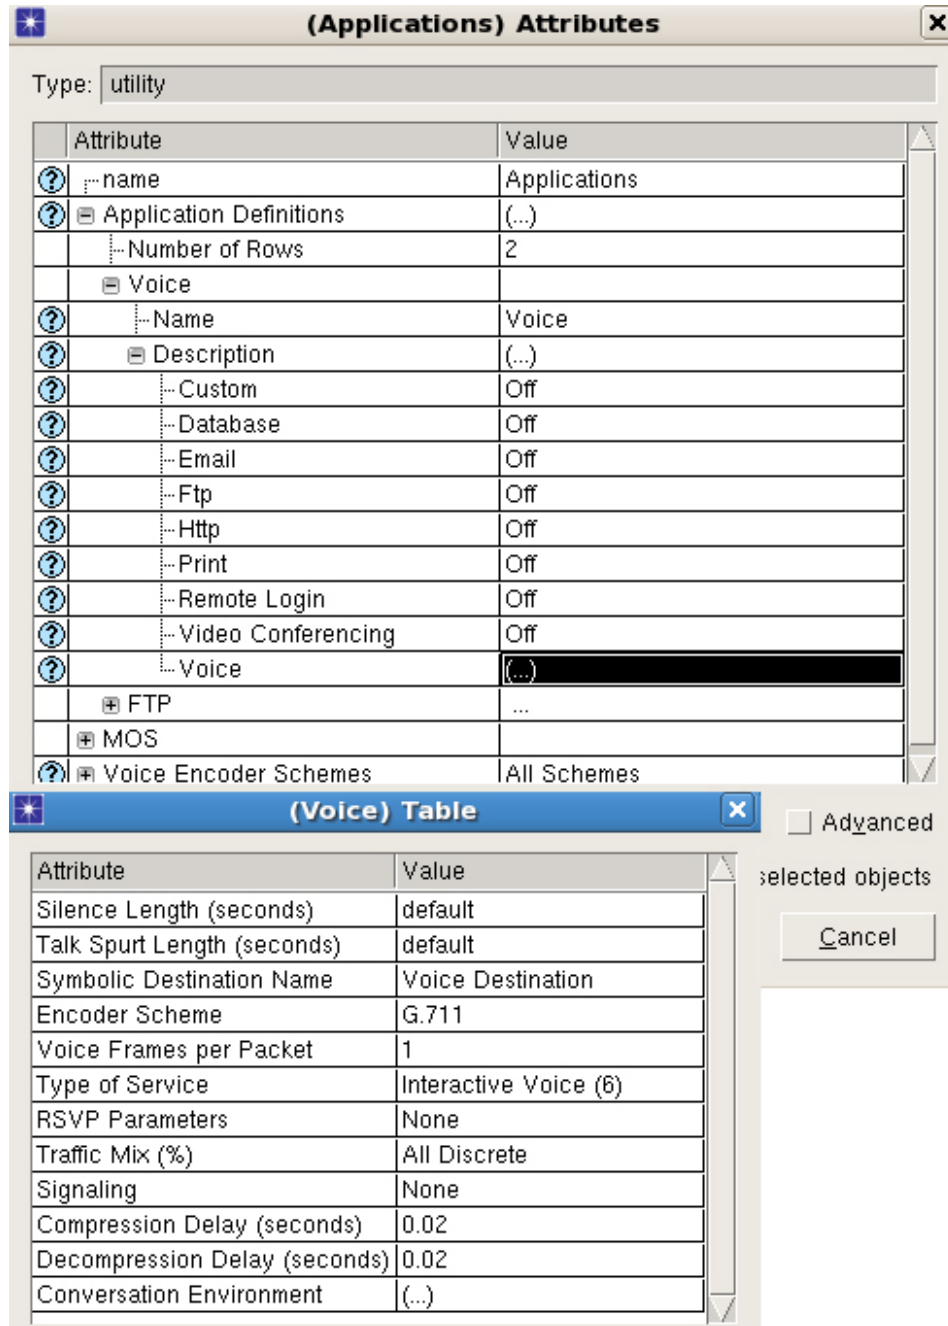 (Applications) Attributes
Type: utility
Attribute Value
name Applications
Application Definitions (...)
Number of Rows 2
Voice
Name Voice
Description (...)
Custom Off
Database Off
Email Off
Ftp Off
Http Off
Print Off
Remote Login Off
Video Conferencing Off
Voice (...)
FTP ...
MOS
Voice Encoder Schemes All Schemes
(Voice) Table
Advanced
selected objects
Cancel
Attribute Value
Silence Length (seconds) default
Talk Spurt Length (seconds) default
Symbolic Destination Name Voice Destination
Encoder Scheme G.711
Voice Frames per Packet 1
Type of Service Interactive Voice (6)
RSVP Parameters None
Traffic Mix (%) All Discrete
Signaling None
Compression Delay (seconds) 0.02
Decompression Delay (seconds) 0.02
Conversation Environment (...)